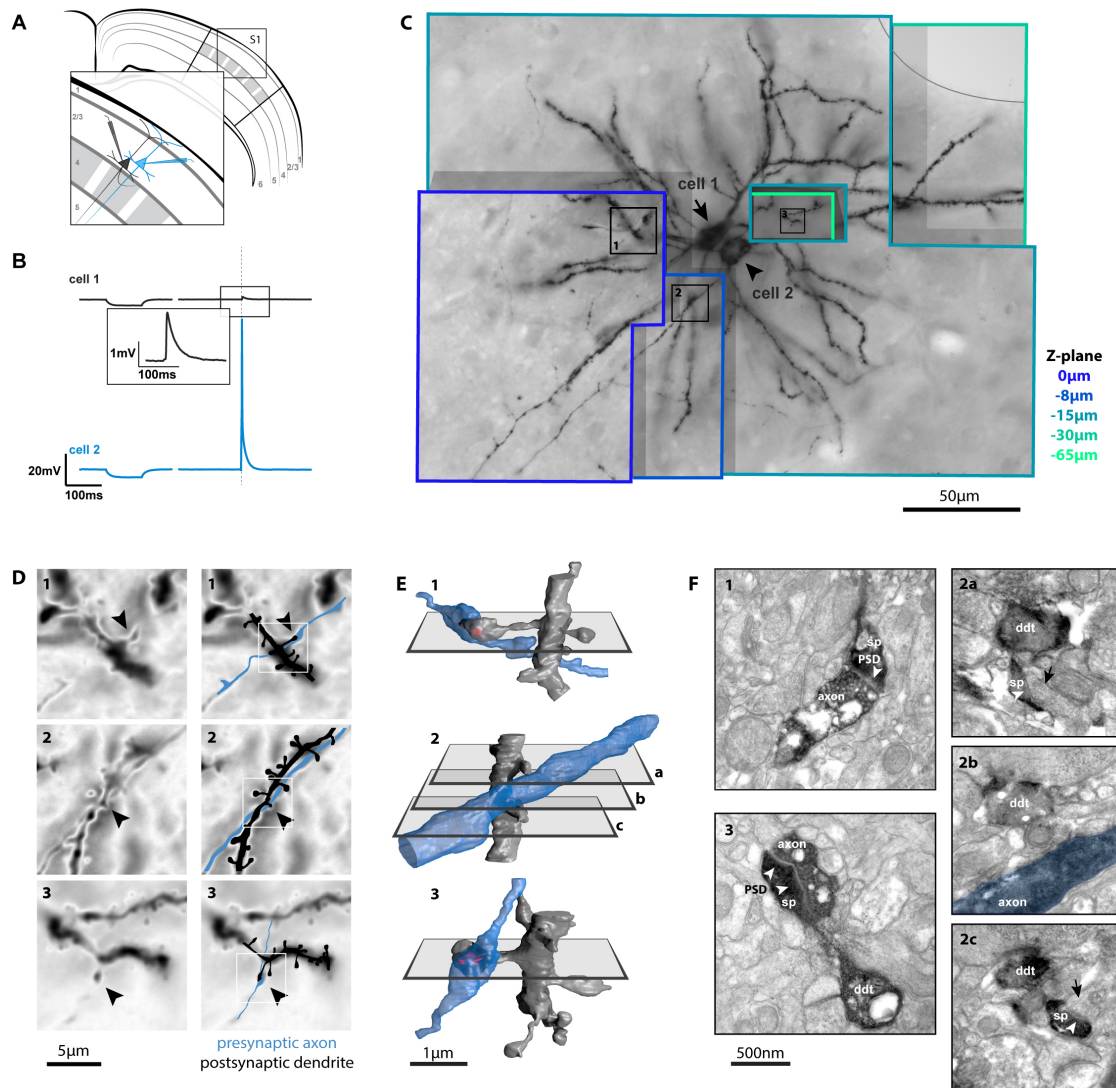 A
S1
1
2/3
4
5
6
5
4
2/3
1
B
cell 1
1mV
100ms
cell 2
20mV
100ms
C
cell 1
cell 2
1
2
3
Z-plane
0µm
-8µm
-15µm
-30µm
-65µm
50µm
D
1
1
2
2
3
3
5µm
presynaptic axon
postsynaptic dendrite
E
1
2
a
b
c
3
1µm
F
1
sp
PSD
axon
2a
ddt
sp
2b
ddt
axon
3
axon
PSD
sp
ddt
2c
ddt
sp
500nm